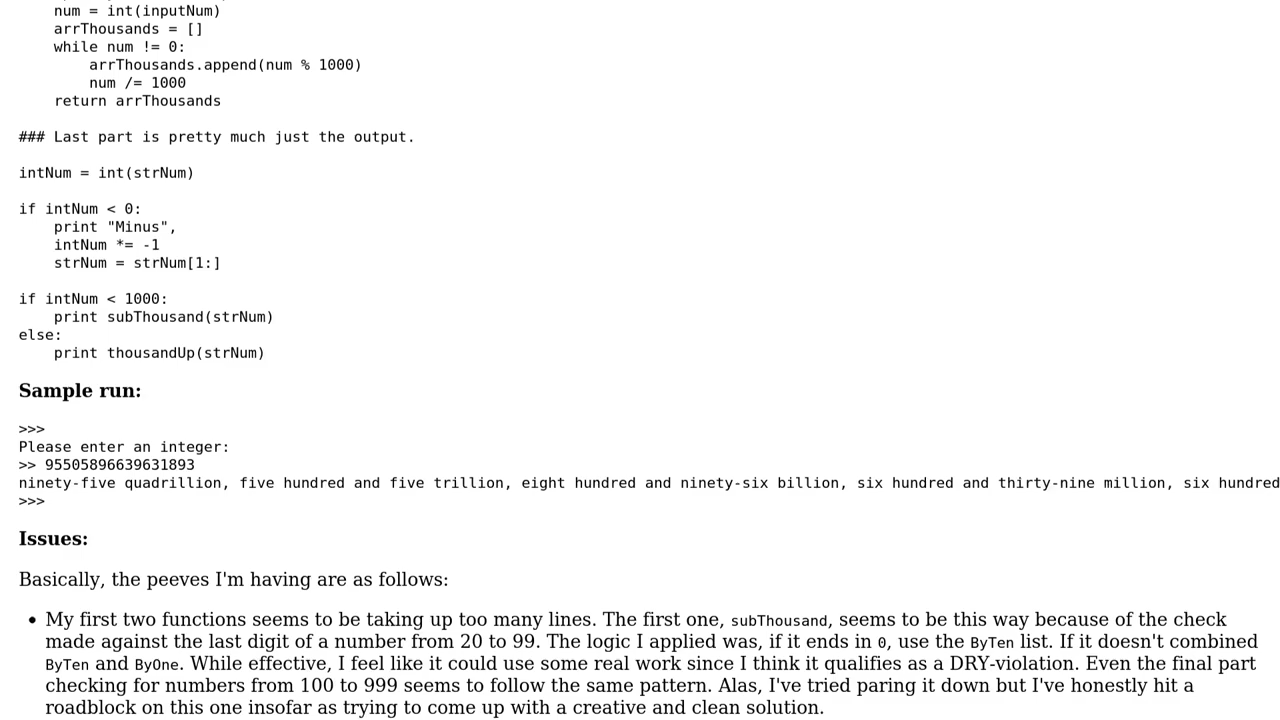 num = int(inputNum)
arrThousands = []
while num != 0:
arrThousands.append(num % 1000)
num /= 1000
return arrThousands
### Last part is pretty much just the output.
intNum = int(strNum)
if intNum < 0:
print "Minus",
intNum *= -1
strNum = strNum[1:]
if intNum < 1000:
print subThousand(strNum)
else:
print thousandUp(strNum)
Sample run:
>>>
Please enter an integer:
>> 95505896639631893
ninety-five quadrillion, five hundred and five trillion, eight hundred and ninety-six billion, six hundred and thirty-nine million, six hundred
>>>
Issues:
Basically, the peeves I'm having are as follows:
• My first two functions seems to be taking up too many lines. The first one, subThousand, seems to be this way because of the check
made against the last digit of a number from 20 to 99. The logic I applied was, if it ends in 0, use the ByTen list. If it doesn't combined
ByTen and ByOne. While effective, I feel like it could use some real work since I think it qualifies as a DRY-violation. Even the final part
checking for numbers from 100 to 999 seems to follow the same pattern. Alas, I've tried paring it down but I've honestly hit a
roadblock on this one insofar as trying to come up with a creative and clean solution.